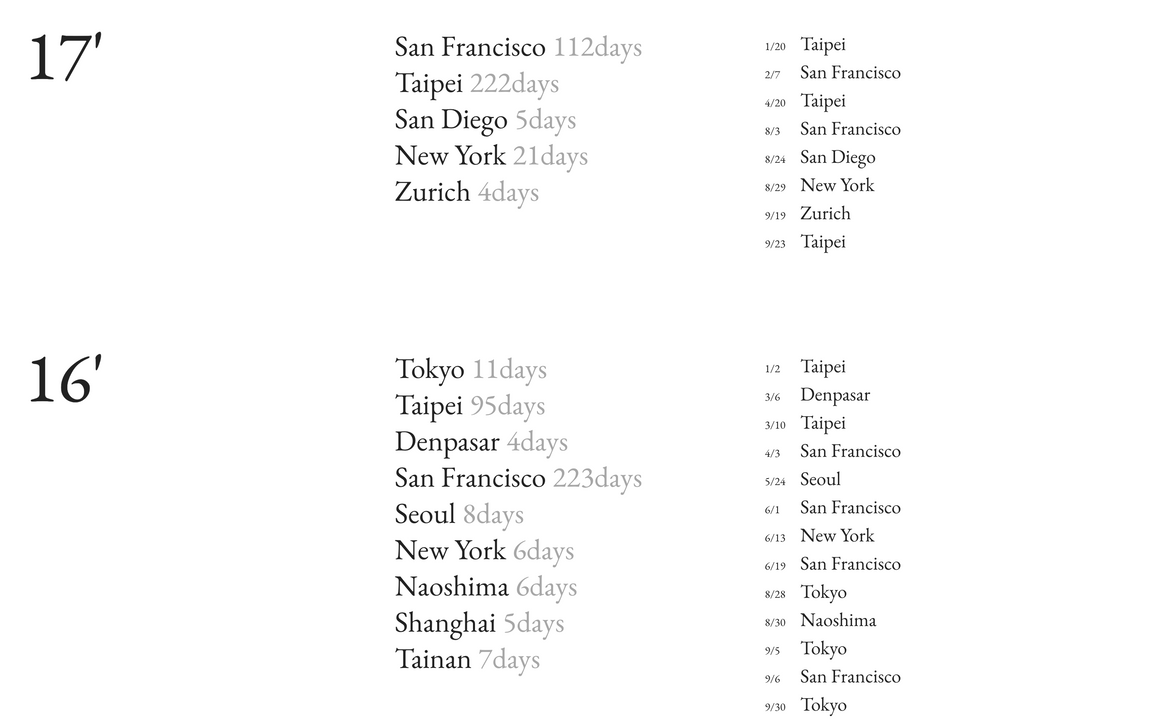 17'
San Francisco 112days
Taipei 222days
San Diego 5days
New York 21days
Zurich 4days
1/20 Taipei
2/7 San Francisco
4/20 Taipei
8/3 San Francisco
8/24 San Diego
8/29 New York
9/19 Zurich
9/23 Taipei
16'
Tokyo 11days
Taipei 95days
Denpasar 4days
San Francisco 223days
Seoul 8days
New York 6days
Naoshima 6days
Shanghai 5days
Tainan 7days
1/2 Taipei
3/6 Denpasar
3/10 Taipei
4/3 San Francisco
5/24 Seoul
6/1 San Francisco
6/13 New York
6/19 San Francisco
8/28 Tokyo
8/30 Naoshima
9/5 Tokyo
9/6 San Francisco
9/30 Tokyo